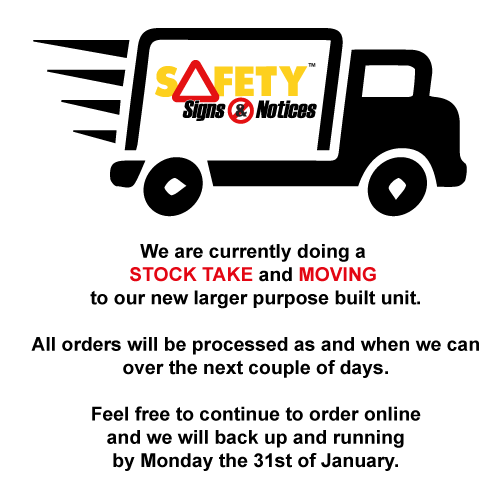 SAFETY™
Signs & Notices
We are currently doing a
STOCK TAKE and MOVING
to our new larger purpose built unit.
All orders will be processed as and when we can
over the next couple of days.
Feel free to continue to order online
and we will back up and running
by Monday the 31st of January.